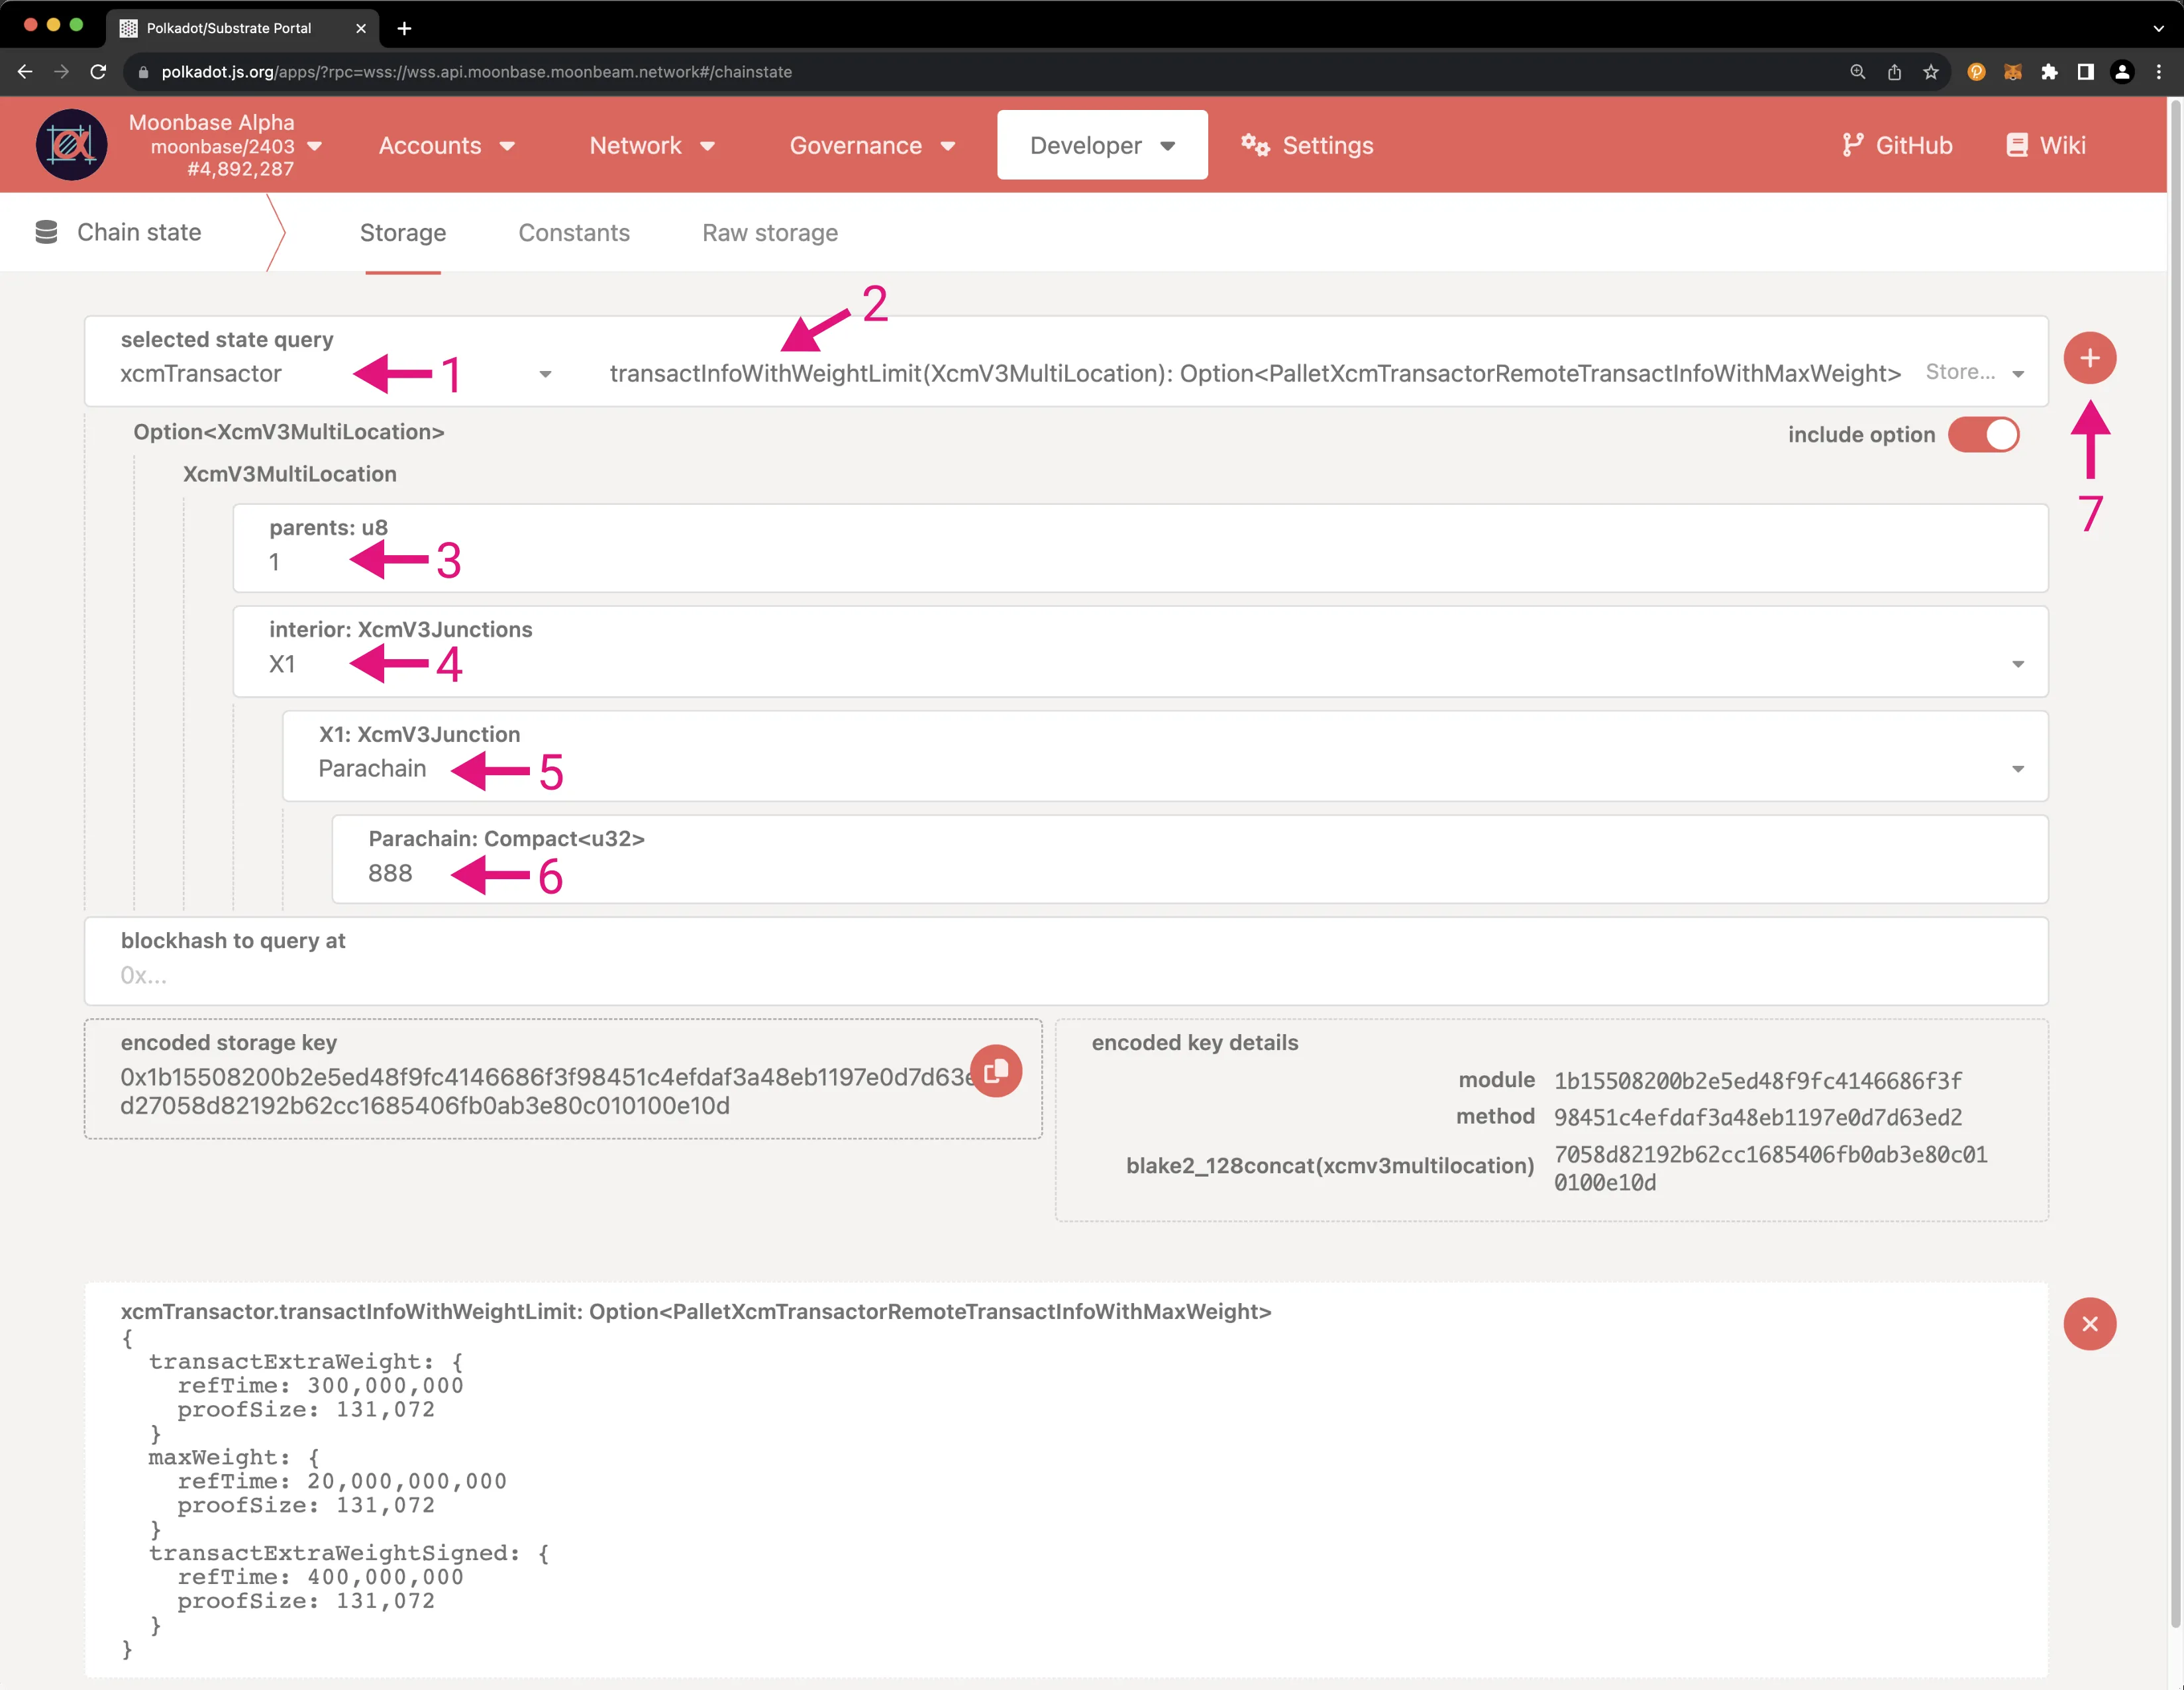 Polkadot/Substrate Portal
polkadot.js.org/apps/?rpc=wss://wss.api.moonbase.moonbeam.network#/chainstate
Moonbase Alpha
moonbase/2403
#4,892,287
Accounts
Network
Governance
Developer
Settings
GitHub
Wiki
Chain state
Storage
Constants
Raw storage
2
selected state query
xcmTransactor
1
transactInfoWithWeightLimit(XcmV3MultiLocation): Option<PalletXcmTransactorRemoteTransactInfoWithMaxWeight>
Store...
Option<XcmV3MultiLocation>
include option
7
XcmV3MultiLocation
parents: u8
1
3
interior: XcmV3Junctions
X1
4
X1: XcmV3Junction
Parachain
5
Parachain: Compact<u32>
888
6
blockhash to query at
0x...
encoded storage key
0x1b15508200b2e5ed48f9fc4146686f3f98451c4efdaf3a48eb1197e0d7d63e
d27058d82192b62cc1685406fb0ab3e80c010100e10d
encoded key details
module 1b15508200b2e5ed48f9fc4146686f3f
method 98451c4efdaf3a48eb1197e0d7d63ed2
blake2_128concat(xcmv3multilocation) 7058d82192b62cc1685406fb0ab3e80c01
0100e10d
xcmTransactor.transactInfoWithWeightLimit: Option<PalletXcmTransactorRemoteTransactInfoWithMaxWeight>
{
transactExtraWeight: {
refTime: 300,000,000
proofSize: 131,072
}
maxWeight: {
refTime: 20,000,000,000
proofSize: 131,072
}
transactExtraWeightSigned: {
refTime: 400,000,000
proofSize: 131,072
}
}